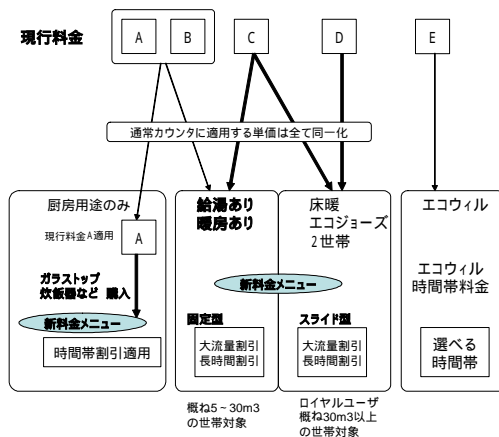 現行料金
A
B
C
D
E
通常カウンタに適用する単価は全て同一化
厨房用途のみ
現行料金A適用
A
ガラストップ
炊飯器など 購入
新料金メニュー
時間帯割引適用
給湯あり
暖房あり
床暖
エコジョーズ
2世帯
新料金メニュー
固定型
大流量割引
長時間割引
スライド型
大流量割引
長時間割引
エコウィル
エコウィル
時間帯料金
選べる
時間帯
概ね5~30m3
の世帯対象
ロイヤルユーザ
概ね30m3以上
の世帯対象